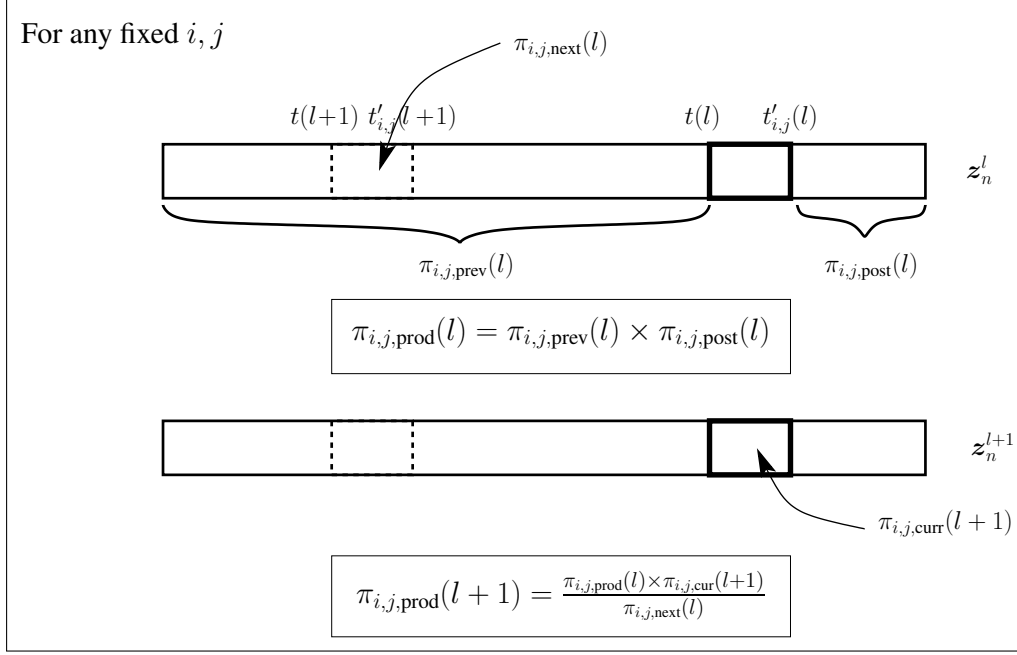 For any fixed i, j
π_{i,j,next}(l)
t(l+1) t'_{i,j}(l+1) t(l) t'_{i,j}(l)
z_n^l
π_{i,j,prev}(l) π_{i,j,post}(l)
π_{i,j,prod}(l) = π_{i,j,prev}(l) × π_{i,j,post}(l)
z_n^{l+1}
π_{i,j,curr}(l + 1)
π_{i,j,prod}(l + 1) = \frac{π_{i,j,prod}(l)×π_{i,j,cur}(l+1)}{π_{i,j,next}(l)}